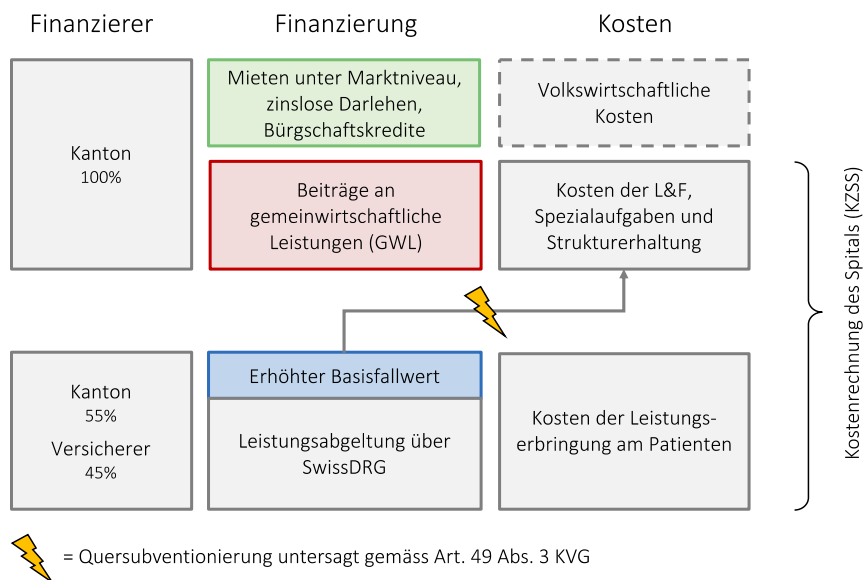 Finanzierer
Finanzierung
Kosten
Kanton
100%
Mieten unter Marktniveau,
zinslose Darlehen,
Bürgschaftskredite
Volkswirtschaftliche
Kosten
Beiträge an
gemeinwirtschaftliche
Leistungen (GWL)
Kosten der L&F,
Spezialaufgaben und
Strukturerhaltung
Kanton
55%
Versicherer
45%
Erhöhter Basisfallwert
Leistungsabgeltung über
SwissDRG
Kosten der Leistungs-
erbringung am Patienten
Kostenrechnung des Spitals (KZSS)
= Quersubventionierung untersagt gemäss Art. 49 Abs. 3 KVG